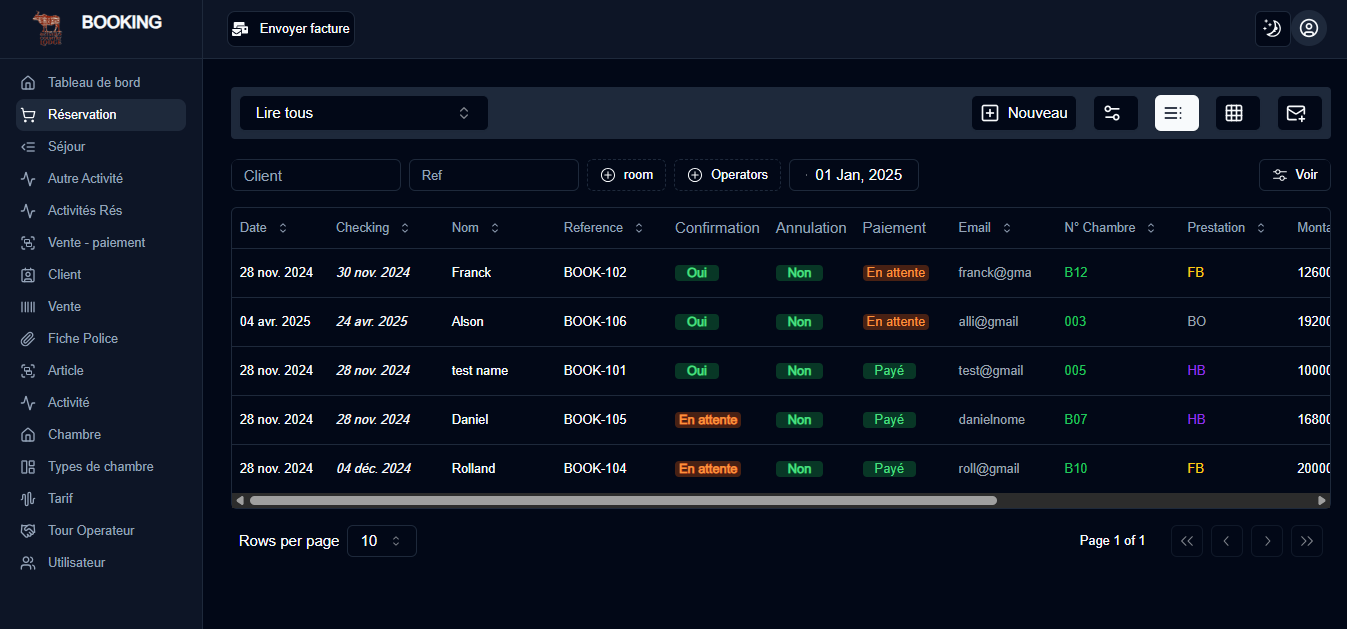 BOOKING
Envoyer facture
Tableau de bord
Réservation
Séjour
Autre Activité
Activités Rés
Vente - paiement
Client
Vente
Fiche Police
Article
Activité
Chambre
Types de chambre
Tarif
Tour Operateur
Utilisateur
Lire tous
Nouveau
Client Ref room Operators 01 Jan, 2025 Voir
Date Checking Nom Reference Confirmation Annulation Paiement Email N° Chambre Prestation Monta
28 nov. 2024 30 nov. 2024 Franck BOOK-102 Oui Non En attente franck@gma B12 FB 12600
04 avr. 2025 24 avr. 2025 Alson BOOK-106 Oui Non En attente alli@gmail 003 BO 19200
28 nov. 2024 28 nov. 2024 test name BOOK-101 Oui Non Payé test@gmail 005 HB 10000
28 nov. 2024 28 nov. 2024 Daniel BOOK-105 En attente Non Payé danielnome B07 HB 16800
28 nov. 2024 04 déc. 2024 Rolland BOOK-104 En attente Non Payé roll@gmail B10 FB 20000
Rows per page 10 Page 1 of 1